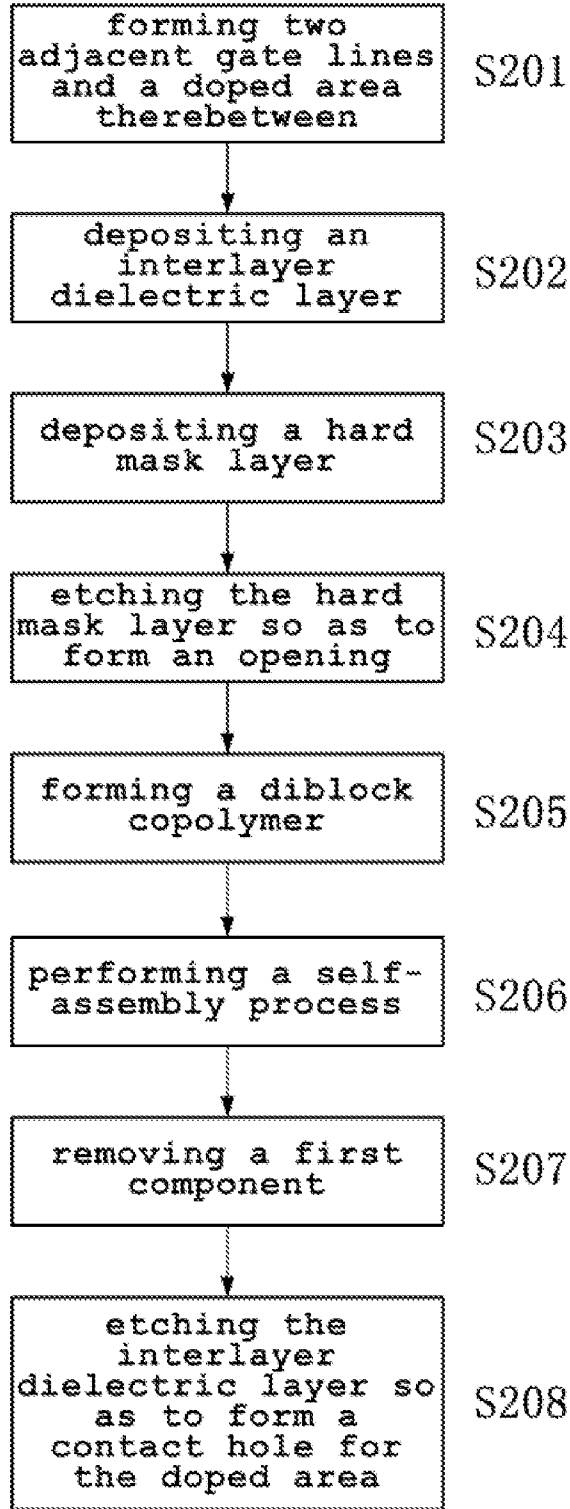 forming two
adjacent gate lines
and a doped area
therebetween
S201
depositing an
interlayer
dielectric layer
S202
depositing a hard
mask layer
S203
etching the hard
mask layer so as to
form an opening
S204
forming a diblock
copolymer
S205
performing a self-
assembly process
S206
removing a first
component
S207
etching the
interlayer
dielectric layer so
as to form a
contact hole for
the doped area
S208